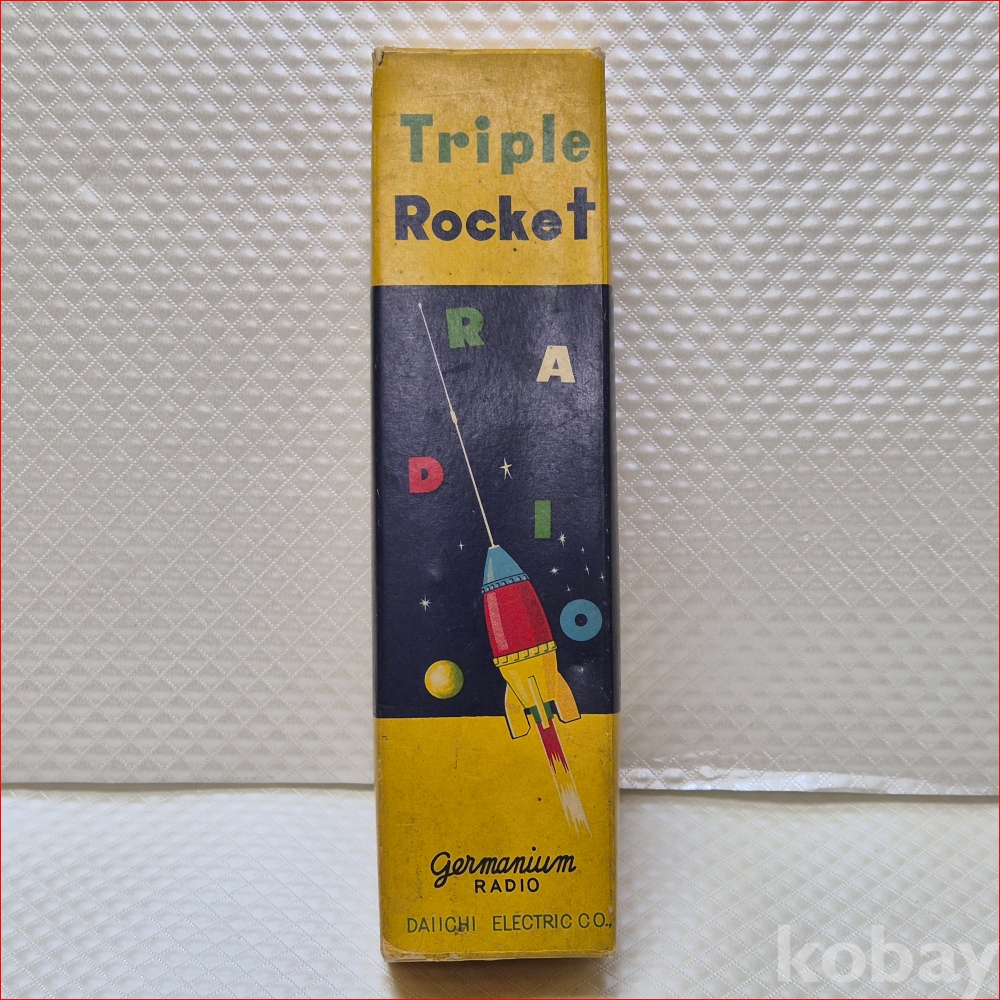 Triple
Rocket
R
A
D
I
O
Germanium
RADIO
DAIICHI ELECTRIC CO.,
kobay